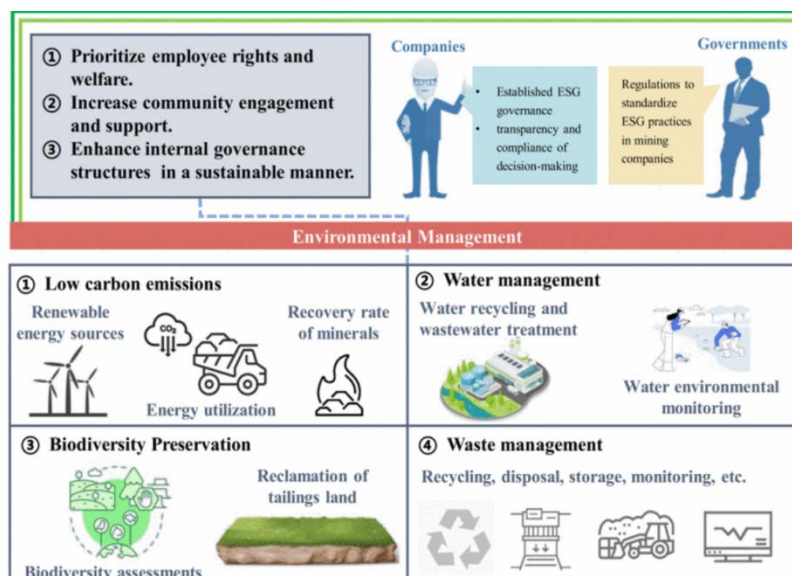 ① Prioritize employee rights and
welfare.
② Increase community engagement
and support.
③ Enhance internal governance
structures in a sustainable manner.
Companies
• Established ESG
governance
• transparency and
compliance of
decision-making
Governments
Regulations to
standardize
ESG practices
in mining
companies
Environmental Management
① Low carbon emissions
Renewable
energy sources
CO₂
Energy utilization
Recovery rate
of minerals
② Water management
Water recycling and
wastewater treatment
Water environmental
monitoring
③ Biodiversity Preservation
Biodiversity assessments
Reclamation of
tailings land
④ Waste management
Recycling, disposal, storage, monitoring, etc.